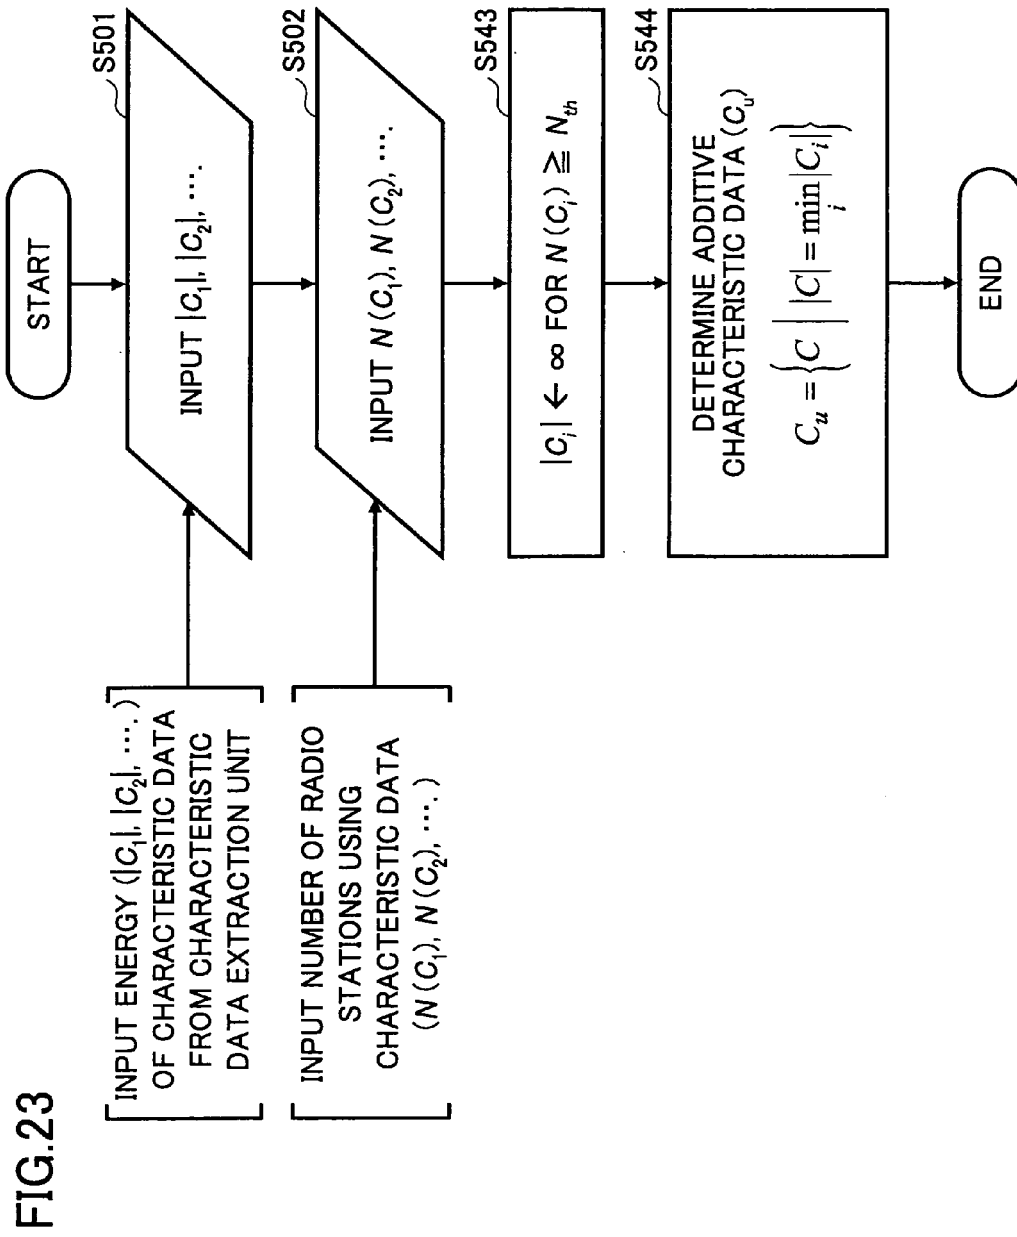 FIG.23
START
S501
INPUT |C₁|, |C₂|, ….
INPUT ENERGY (|C₁|, |C₂|, ….)
OF CHARACTERISTIC DATA
FROM CHARACTERISTIC
DATA EXTRACTION UNIT
S502
INPUT N(C₁), N(C₂), ….
INPUT NUMBER OF RADIO
STATIONS USING
CHARACTERISTIC DATA
(N(C₁), N(C₂), ….)
S543
|Cᵢ| ← ∞ FOR N(Cᵢ) ≧ Nth
S544
DETERMINE ADDITIVE
CHARACTERISTIC DATA (Cu)
Cu = {C | |C| = min |Cᵢ|}
i
END